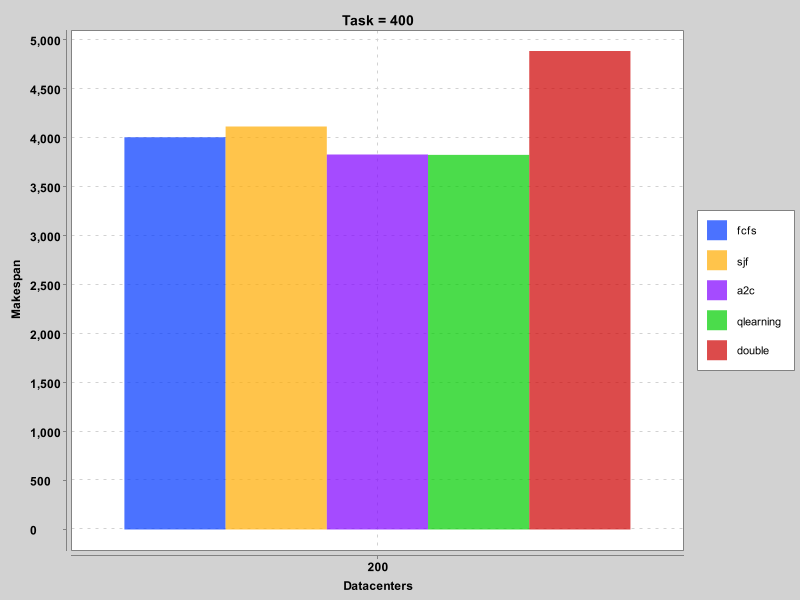 Task = 400
5,000
4,500
4,000
3,500
3,000
2,500
2,000
1,500
1,000
500
0
Makespan
200
Datacenters
fcfs
sjf
a2c
qlearning
double